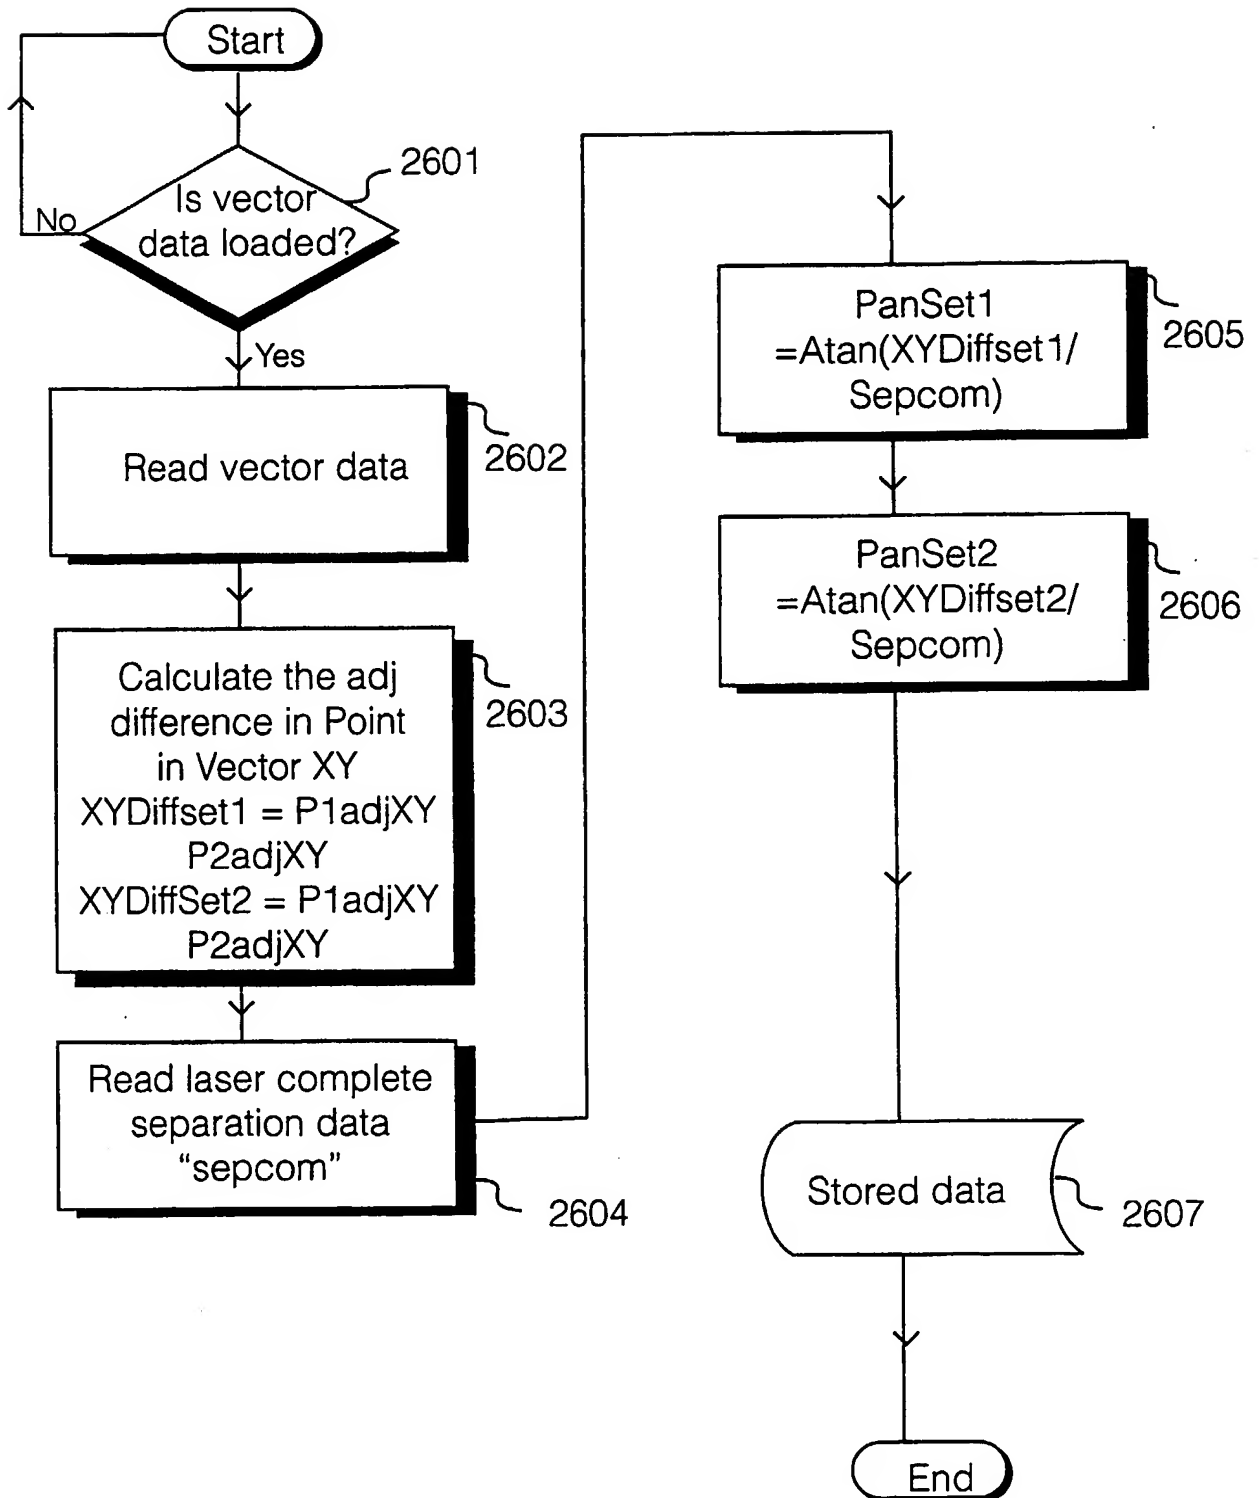 Start
2601
Is vector
data loaded?
No
Yes
Read vector data
2602
Calculate the adj
difference in Point
in Vector XY
XYDiffset1 = P1adjXY
P2adjXY
XYDiffSet2 = P1adjXY
P2adjXY
2603
Read laser complete
separation data
“sepcom”
2604
PanSet1
=Atan(XYDiffset1/
Sepcom)
2605
PanSet2
=Atan(XYDiffset2/
Sepcom)
2606
Stored data
2607
End